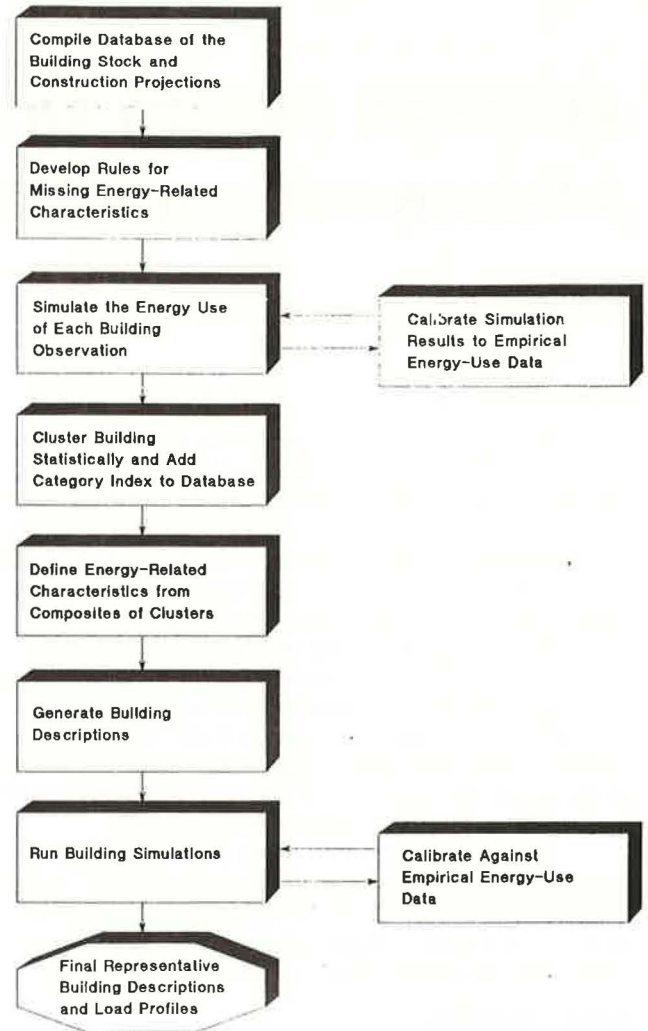 Compile Database of the
Building Stock and
Construction Projections
Develop Rules for
Missing Energy-Related
Characteristics
Simulate the Energy Use
of Each Building
Observation
Calibrate Simulation
Results to Empirical
Energy-Use Data
Cluster Building
Statistically and Add
Category Index to Database
Define Energy-Related
Characteristics from
Composites of Clusters
Generate Building
Descriptions
Run Building Simulations
Calibrate Against
Empirical Energy-Use
Data
Final Representative
Building Descriptions
and Load Profiles